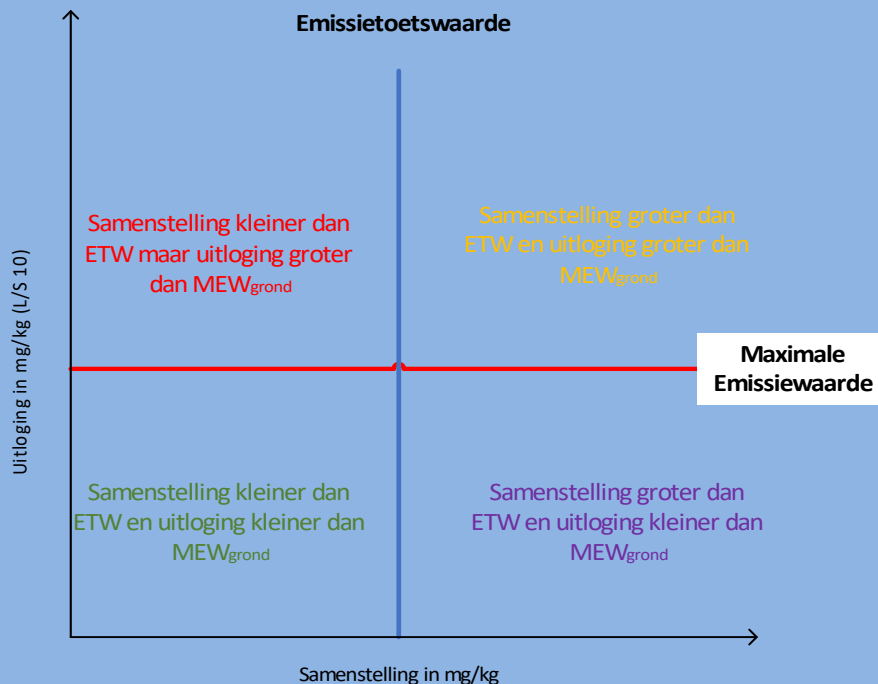 Emissietoetswaarde
Samenstelling kleiner dan
ETW maar uitloging groter
dan MEWgrond
Samenstelling groter dan
ETW en uitloging groter dan
MEWgrond
Uitloging in mg/kg (L/S 10)
Maximale
Emissiewaarde
Samenstelling kleiner dan
ETW en uitloging kleiner dan
MEWgrond
Samenstelling groter dan
ETW en uitloging kleiner dan
MEWgrond
Samenstelling in mg/kg